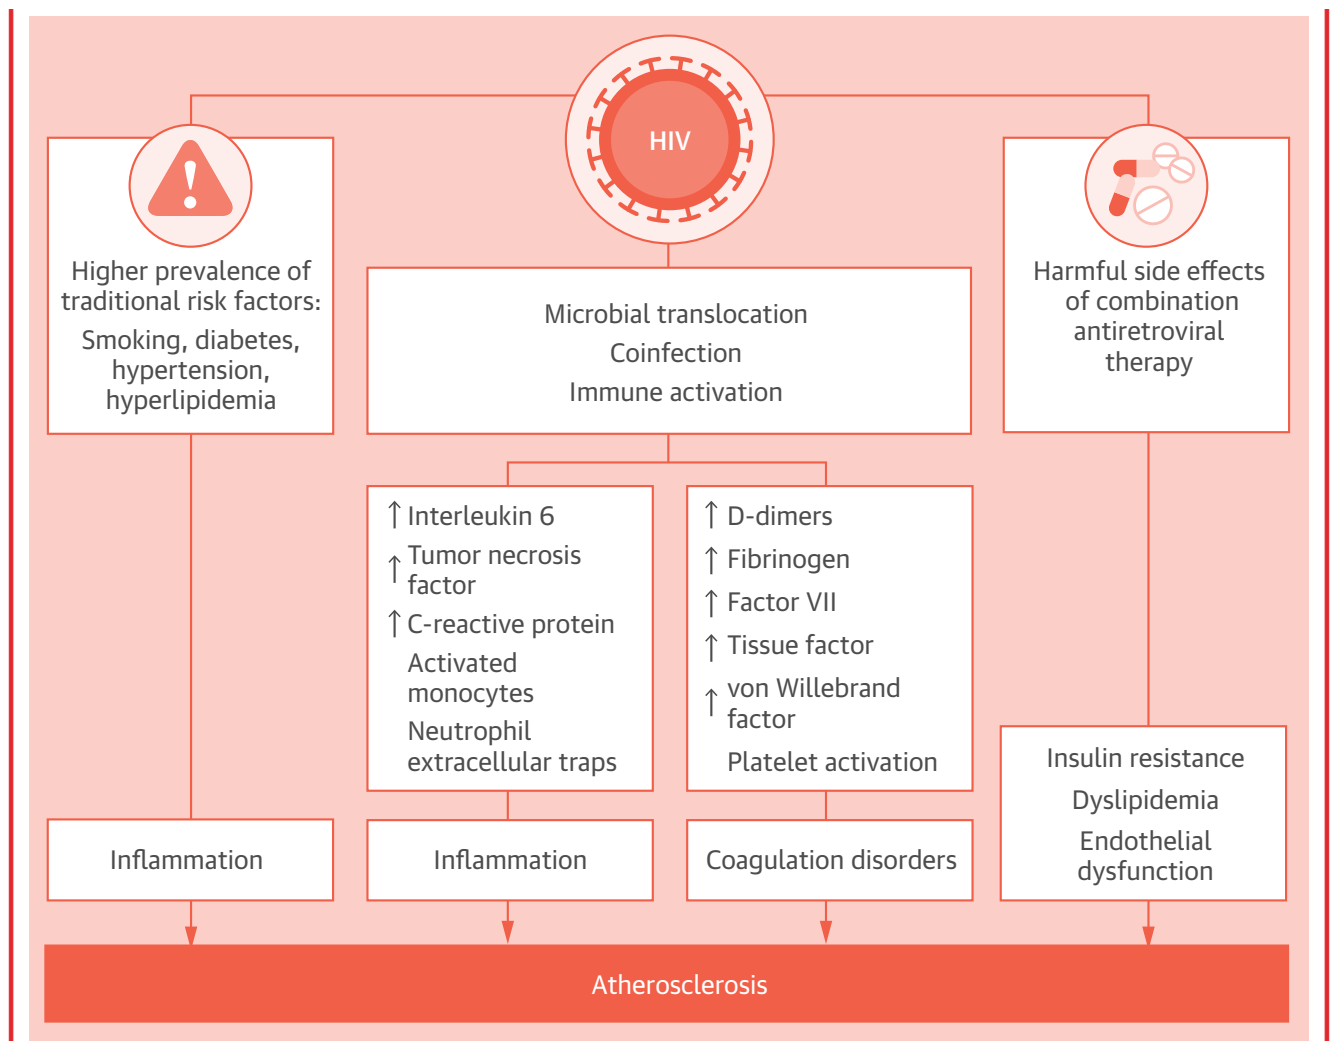 HIV
Higher prevalence of
traditional risk factors:
Smoking, diabetes,
hypertension,
hyperlipidemia
Microbial translocation
Coinfection
Immune activation
Harmful side effects
of combination
antiretroviral
therapy
↑ Interleukin 6
↑ Tumor necrosis
factor
↑ C-reactive protein
Activated
monocytes
Neutrophil
extracellular traps
↑ D-dimers
↑ Fibrinogen
↑ Factor VII
↑ Tissue factor
↑ von Willebrand
factor
Platelet activation
Insulin resistance
Dyslipidemia
Endothelial
dysfunction
Inflammation
Inflammation
Coagulation disorders
Atherosclerosis